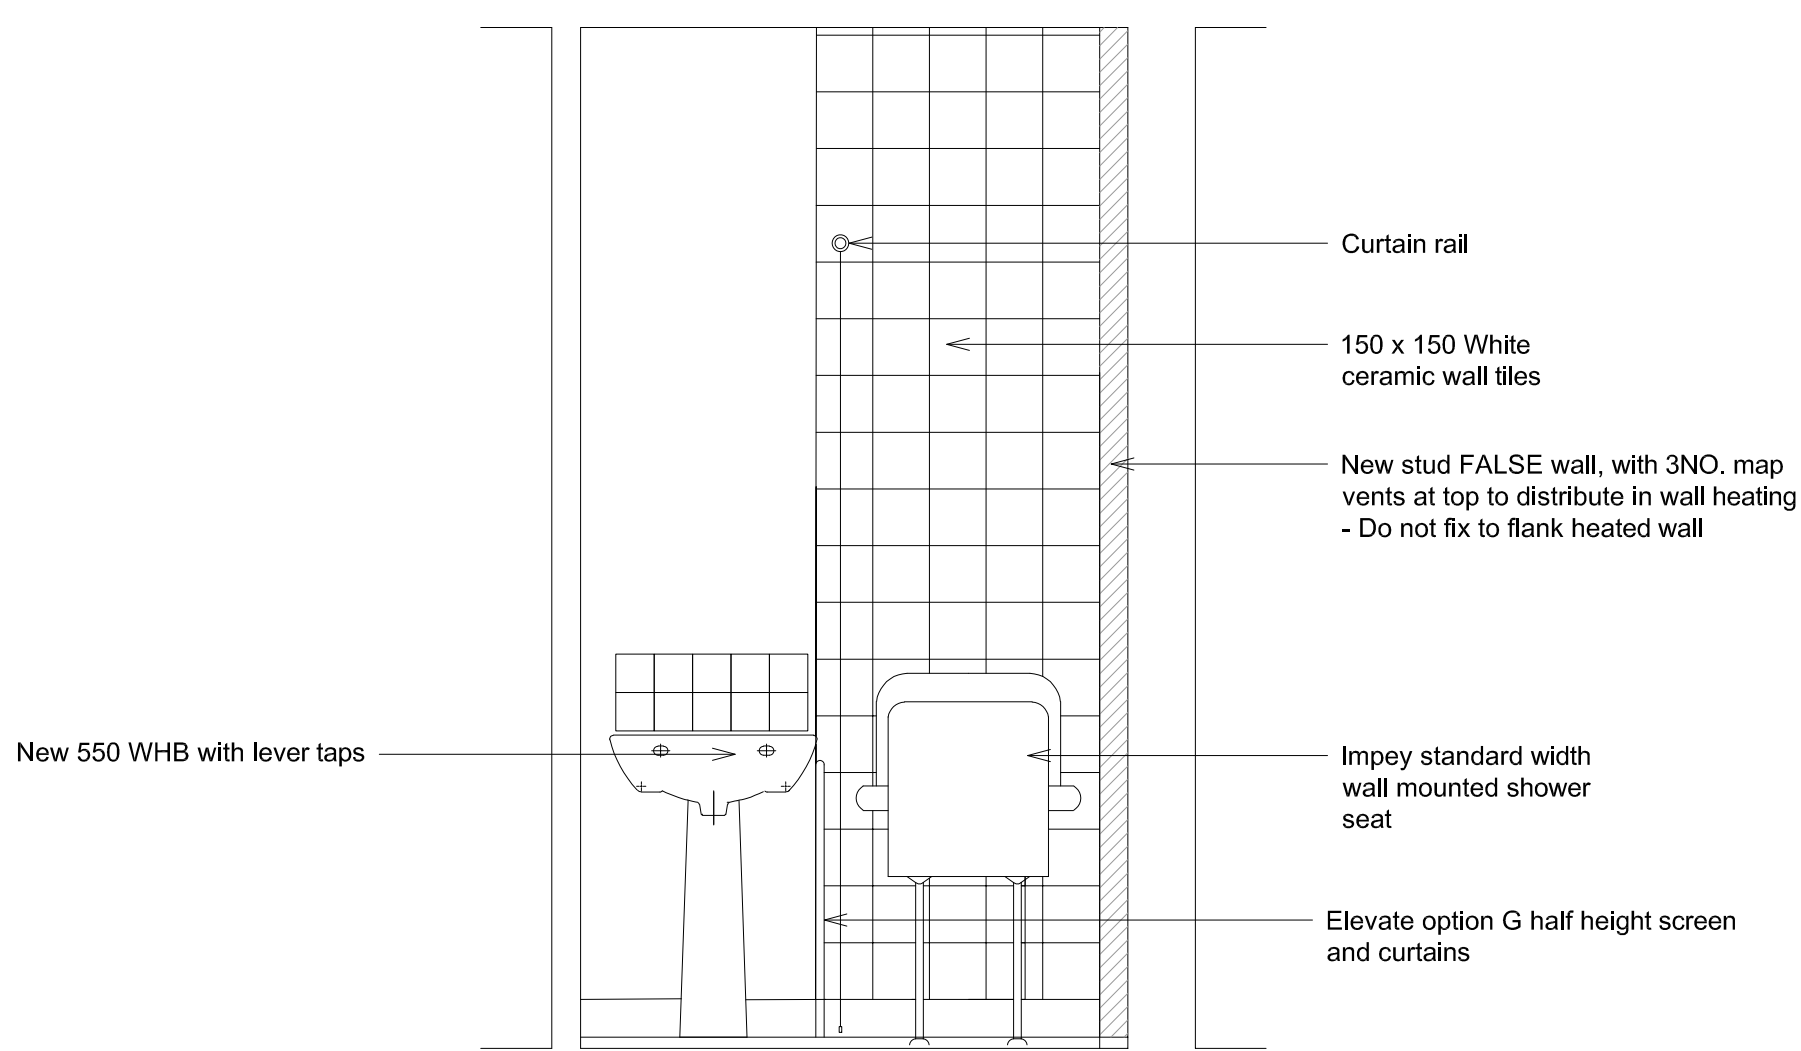 Curtain rail
150 x 150 White
ceramic wall tiles
New stud FALSE wall, with 3NO. map
vents at top to distribute in wall heating
- Do not fix to flank heated wall
New 550 WHB with lever taps
Impey standard width
wall mounted shower
seat
Elevate option G half height screen
and curtains